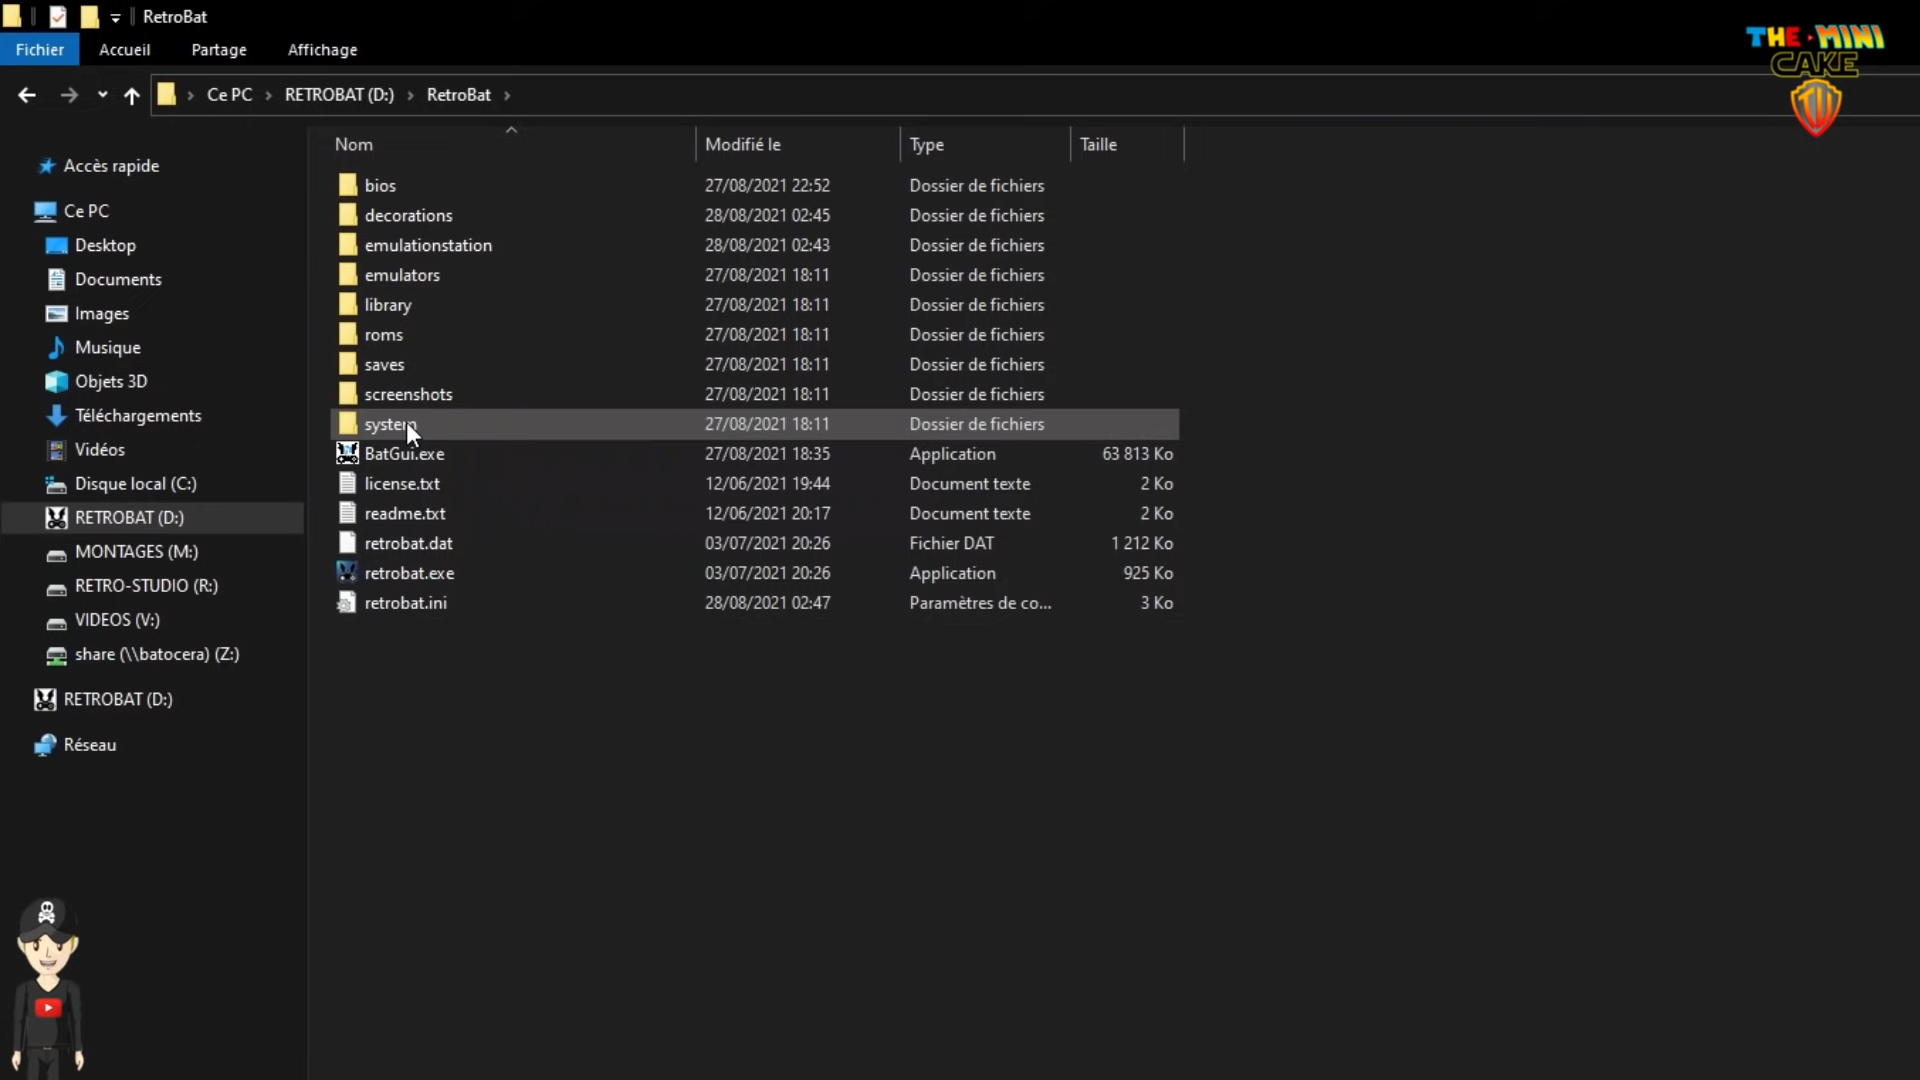 RetroBat
Fichier Accueil Partage Affichage
Ce PC RETROBAT (D:) RetroBat
THE MINI
CAKE
Nom Modifié le Type Taille
Accès rapide
Ce PC
Desktop
Documents
Images
Musique
Objets 3D
Téléchargements
Vidéos
Disque local (C:)
RETROBAT (D:)
MONTAGES (M:)
RETRO-STUDIO (R:)
VIDEOS (V:)
share (\\batocera) (Z:)
RETROBAT (D:)
Réseau
bios 27/08/2021 22:52 Dossier de fichiers
decorations 28/08/2021 02:45 Dossier de fichiers
emulationstation 28/08/2021 02:43 Dossier de fichiers
emulators 27/08/2021 18:11 Dossier de fichiers
library 27/08/2021 18:11 Dossier de fichiers
roms 27/08/2021 18:11 Dossier de fichiers
saves 27/08/2021 18:11 Dossier de fichiers
screenshots 27/08/2021 18:11 Dossier de fichiers
system 27/08/2021 18:11 Dossier de fichiers
BatGui.exe 27/08/2021 18:35 Application 63 813 Ko
license.txt 12/06/2021 19:44 Document texte 2 Ko
readme.txt 12/06/2021 20:17 Document texte 2 Ko
retrobat.dat 03/07/2021 20:26 Fichier DAT 1 212 Ko
retrobat.exe 03/07/2021 20:26 Application 925 Ko
retrobat.ini 28/08/2021 02:47 Paramètres de co... 3 Ko